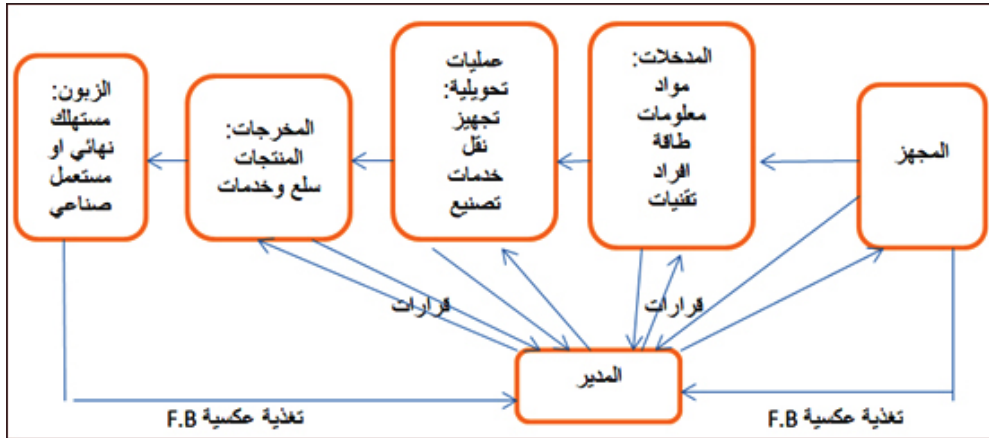 المجهز
المدخلات:
مواد
معلومات
طاقة
افراد
تقنيات
عمليات
تحويلية:
تجهيز
نقل
خدمات
تصنيع
المخرجات:
المنتجات
سلع وخدمات
الزبون:
مستهلك
نهائي او
مستعمل
صناعي
قرارات
قرارات
المدير
تغذية عكسية F.B
تغذية عكسية F.B